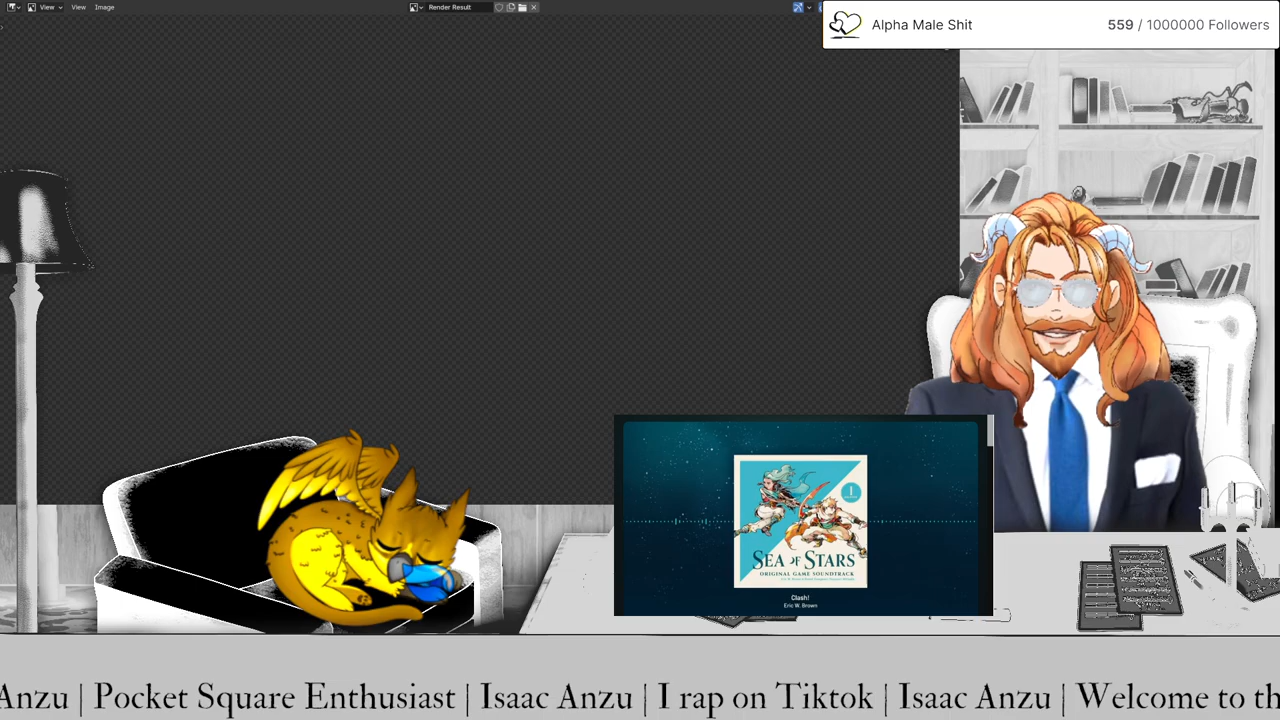 View View Image Render Result
Alpha Male Shit 559 / 1000000 Followers
1
SEA OF STARS
ORIGINAL GAME SOUNDTRACK
Clash!
Eric W. Brown
Anzu | Pocket Square Enthusiast | Isaac Anzu | I rap on Tiktok | Isaac Anzu | Welcome to th